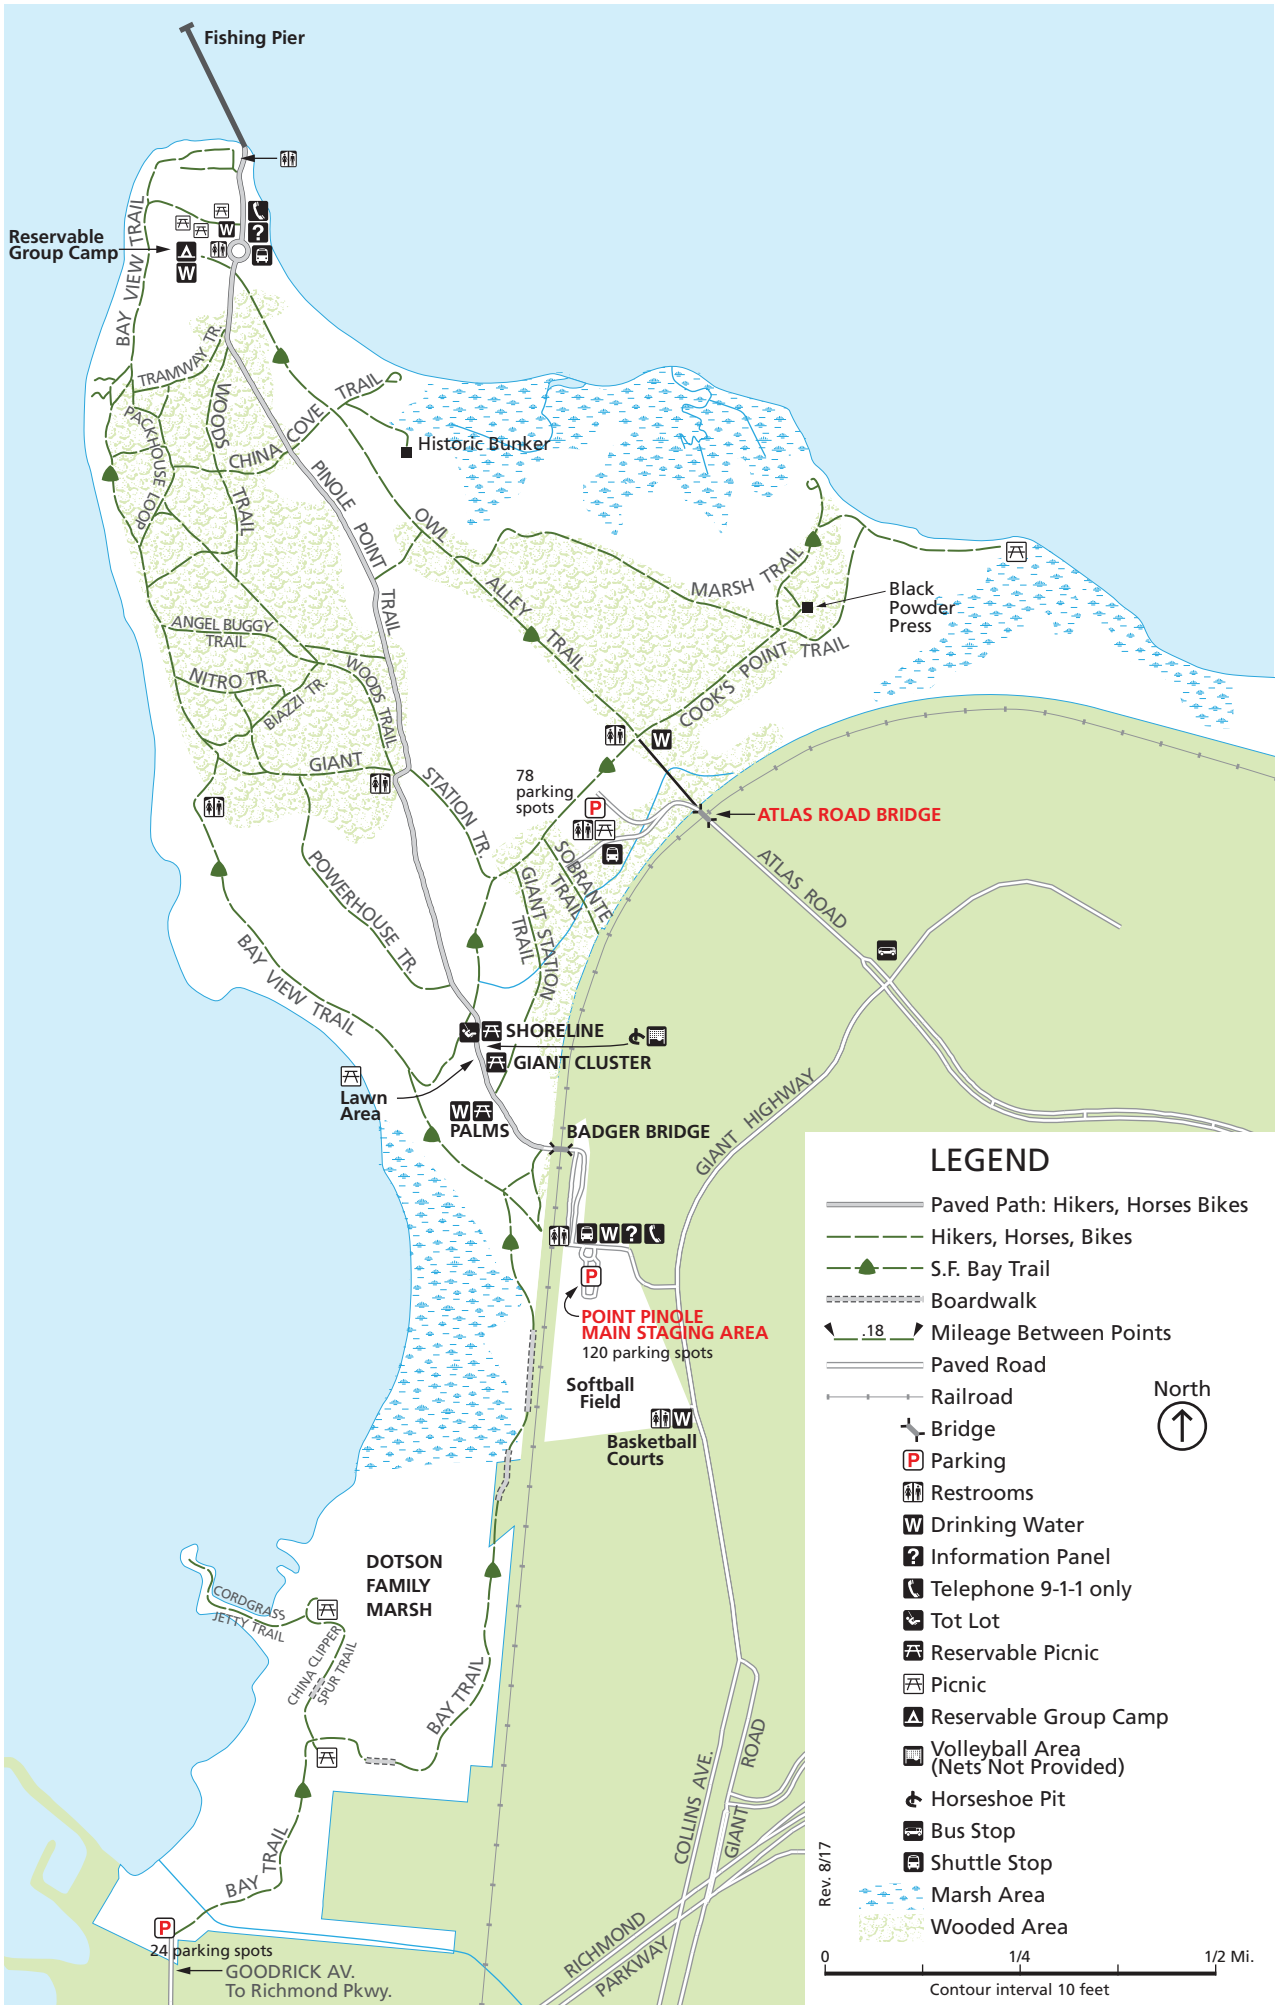 Fishing Pier
Reservable
Group Camp
W
?
W
BAY VIEW TRAIL
TRAMWAY TR.
WOODS
TRAIL
PACKHOUSE LOOP
CHINA COVE TRAIL
Historic Bunker
PINOLE POINT TRAIL
OWL ALLEY TRAIL
MARSH TRAIL
Black
Powder
Press
COOK'S POINT TRAIL
ANGEL BUGGY
TRAIL
NITRO TR.
BIAZZI TR.
WOODS TRAIL
GIANT
STATION TR.
W
78
parking
spots
P
ATLAS ROAD BRIDGE
ATLAS ROAD
SOBRANTE
TRAIL
GIANT STATION
TRAIL
POWERHOUSE TR.
BAY VIEW TRAIL
SHORELINE
GIANT CLUSTER
Lawn
Area
W
PALMS
BADGER BRIDGE
GIANT HIGHWAY
W ?
P
POINT PINOLE
MAIN STAGING AREA
120 parking spots
Softball
Field
W
Basketball
Courts
DOTSON
FAMILY
MARSH
CORDGRASS
JETTY TRAIL
CHINA CLIPPER
SPUR TRAIL
BAY TRAIL
BAY TRAIL
P
24 parking spots
GOODRICK AV.
To Richmond Pkwy.
COLLINS AVE.
GIANT ROAD
RICHMOND
PARKWAY
LEGEND
Paved Path: Hikers, Horses Bikes
Hikers, Horses, Bikes
S.F. Bay Trail
Boardwalk
.18 Mileage Between Points
Paved Road
Railroad
North
Bridge
P Parking
Restrooms
W Drinking Water
? Information Panel
Telephone 9-1-1 only
Tot Lot
Reservable Picnic
Picnic
Reservable Group Camp
Volleyball Area
(Nets Not Provided)
Horseshoe Pit
Bus Stop
Shuttle Stop
Marsh Area
Wooded Area
Rev. 8/17
0 1/4 1/2 Mi.
Contour interval 10 feet